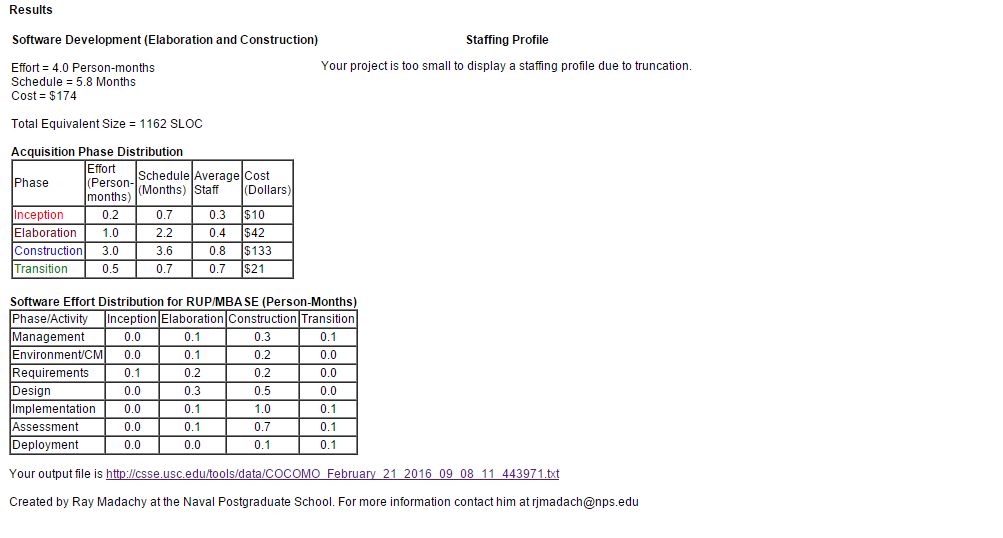 Results
Software Development (Elaboration and Construction)
Staffing Profile
Effort = 4.0 Person-months
Schedule = 5.8 Months
Cost = $174
Your project is too small to display a staffing profile due to truncation.
Total Equivalent Size = 1162 SLOC
Acquisition Phase Distribution
Phase Effort (Person-months) Schedule (Months) Average Staff Cost (Dollars)
Inception 0.2 0.7 0.3 $10
Elaboration 1.0 2.2 0.4 $42
Construction 3.0 3.6 0.8 $133
Transition 0.5 0.7 0.7 $21
Software Effort Distribution for RUP/MBASE (Person-Months)
Phase/Activity Inception Elaboration Construction Transition
Management 0.0 0.1 0.3 0.1
Environment/CM 0.0 0.1 0.2 0.0
Requirements 0.1 0.2 0.2 0.0
Design 0.0 0.3 0.5 0.0
Implementation 0.0 0.1 1.0 0.1
Assessment 0.0 0.1 0.7 0.1
Deployment 0.0 0.0 0.1 0.1
Your output file is http://csse.usc.edu/tools/data/COCOMO_February_21_2016_09_08_11_443971.txt
Created by Ray Madachy at the Naval Postgraduate School. For more information contact him at rjmadach@nps.edu